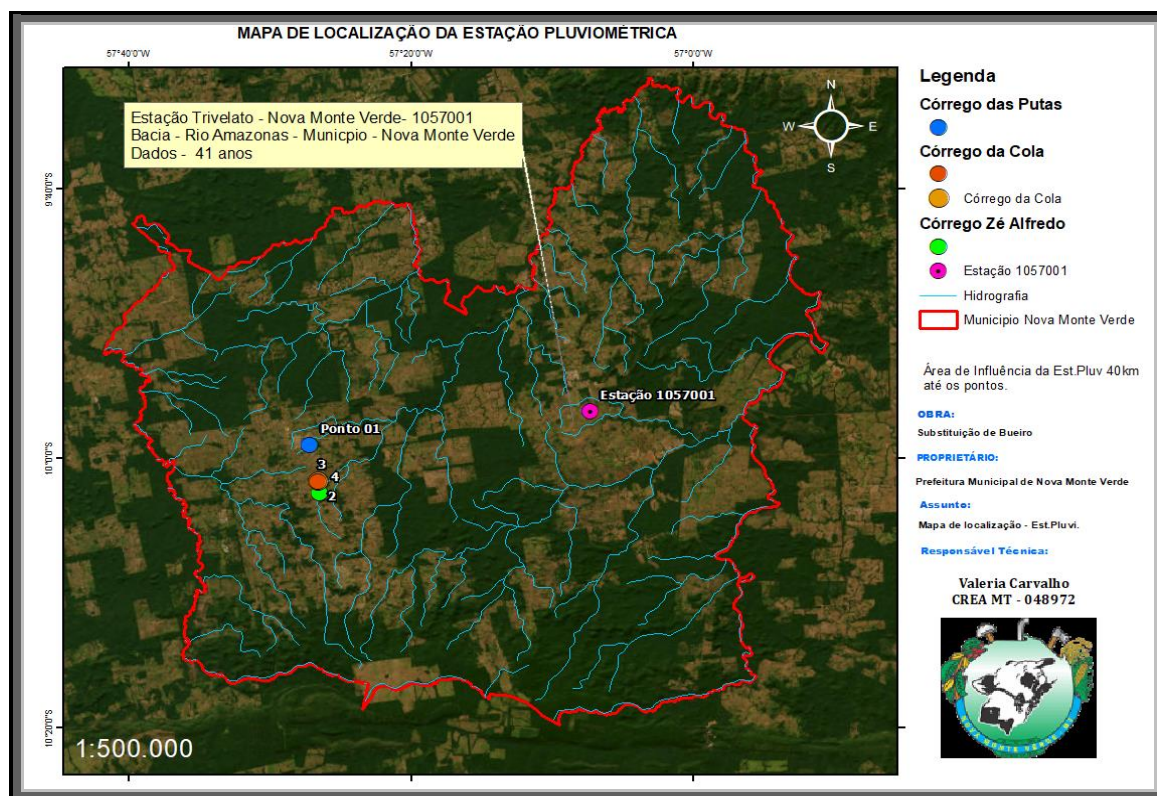 MAPA DE LOCALIZAÇÃO DA ESTAÇÃO PLUVIOMÉTRICA
57°40'0"W
57°20'0"W
57°0'0"W
Estação Trivelato - Nova Monte Verde- 1057001
Bacia - Rio Amazonas - Municpio - Nova Monte Verde
Dados - 41 anos
N
W
E
S
9°40'0"S
10°0'0"S
10°20'0"S
Estação 1057001
Ponto 01
3
4
2
1:500.000
Legenda
Córrego das Putas
Córrego da Cola
Córrego da Cola
Córrego Zé Alfredo
Estação 1057001
Hidrografia
Municipio Nova Monte Verde
Área de Influência da Est.Pluv 40km
até os pontos.
OBRA:
Substituição de Bueiro
PROPRIETÁRIO:
Prefeitura Municipal de Nova Monte Verde
Assunto:
Mapa de localização - Est.Pluvi.
Responsável Técnica:
Valeria Carvalho
CREA MT - 048972
NOVA MONTE VERDE - MT